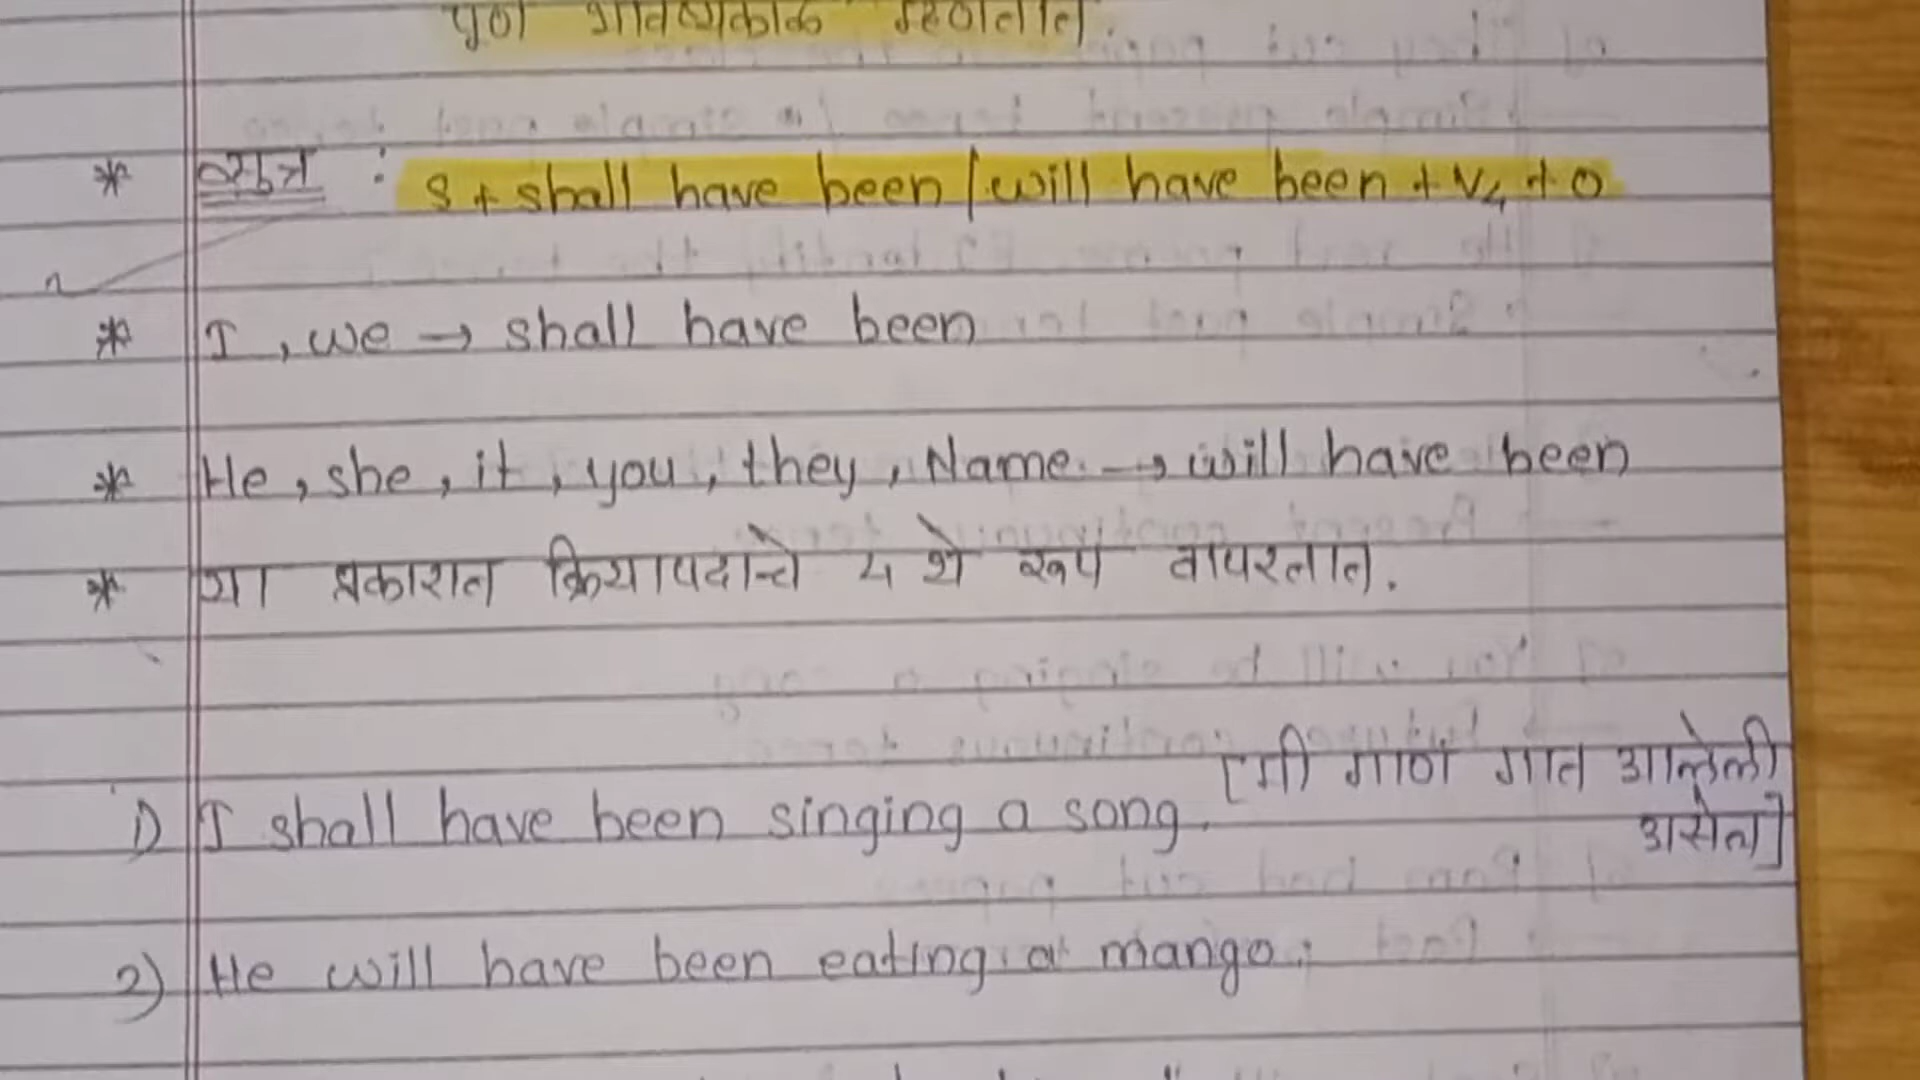 पूर्ण भविष्यकाळ म्हणतात.
* सूत्र : S + shall have been / will have been + V4 + O
* I, we → shall have been
* He, she, it, you, they, Name → will have been
* या प्रकारात क्रियापदाचे 4 थे रूप वापरतात.
1) I shall have been singing a song. [मी गाणे गात आलेली
असेल]
2) He will have been eating a mango.